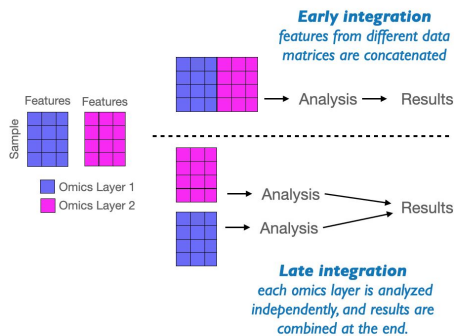 Early integration
features from different data
matrices are concatenated
Features Features
Sample
Analysis Results
Omics Layer 1
Omics Layer 2
Analysis
Analysis
Results
Late integration
each omics layer is analyzed
independently, and results are
combined at the end.